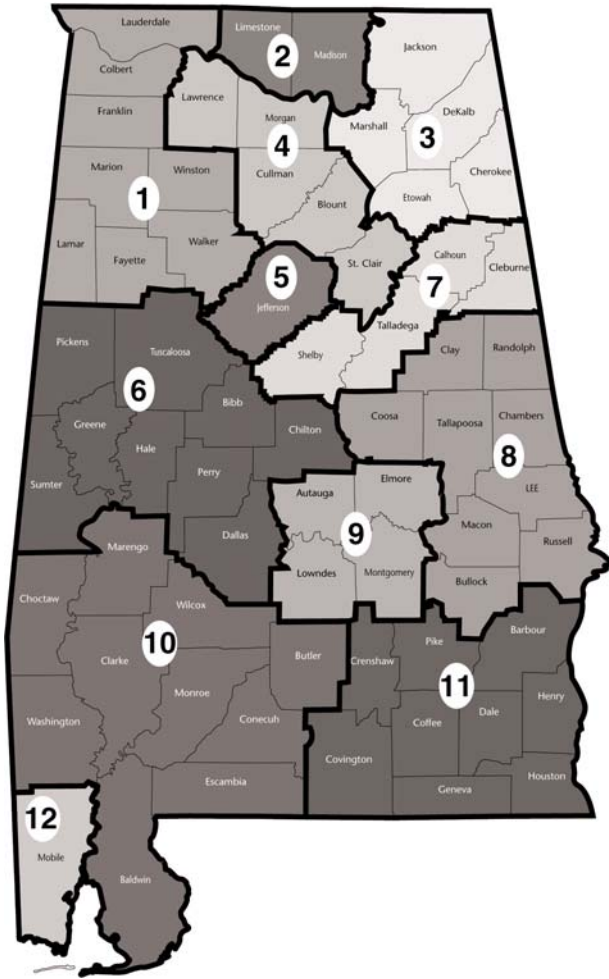 Lauderdale
Limestone
Madison
2
Jackson
Colbert
Lawrence
Franklin
Morgan
Marshall
DeKalb
3
4
Marion
Winston
Cullman
Cherokee
1
Etowah
Blount
Lamar
Walker
Fayette
St. Clair
Calhoun
Cleburne
5
7
Jefferson
Talladega
Pickens
Tuscaloosa
Shelby
Clay
Randolph
6
Bibb
Greene
Coosa
Tallapoosa
Chambers
Hale
Chilton
8
Sumter
Perry
Elmore
LEE
Autauga
Macon
9
Dallas
Russell
Marengo
Lowndes
Montgomery
Bullock
Choctaw
Wilcox
10
Pike
Barbour
Clarke
Butler
Crenshaw
11
Monroe
Henry
Washington
Conecuh
Coffee
Dale
Covington
Escambia
Houston
Geneva
12
Mobile
Baldwin